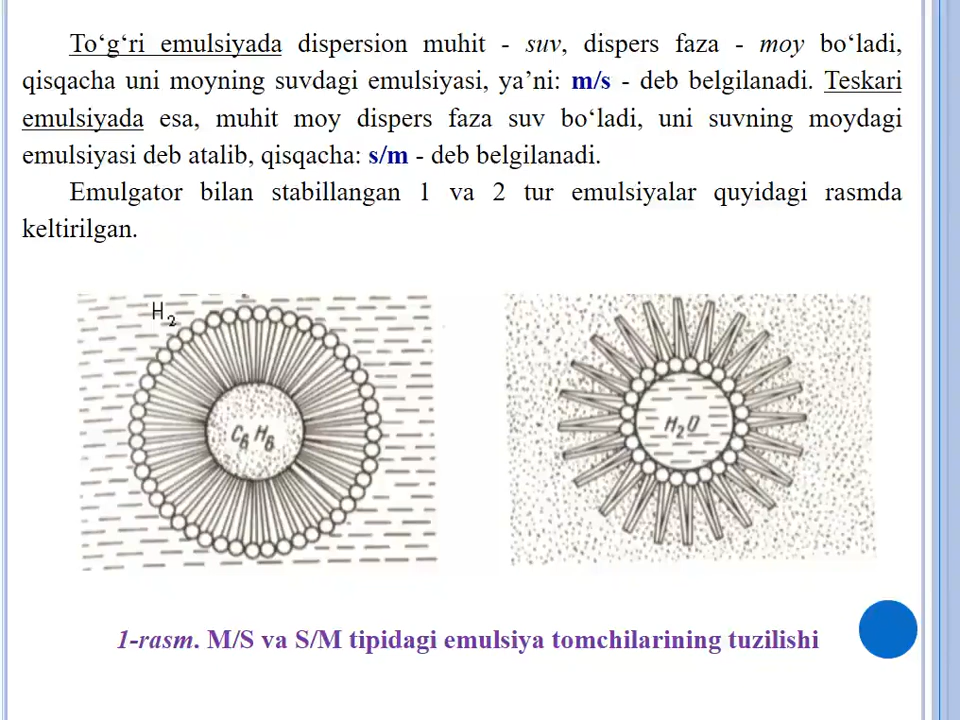 To‘g‘ri emulsiyada dispersion muhit - suv, dispers faza - moy bo‘ladi,
qisqacha uni moyning suvdagi emulsiyasi, ya’ni: m/s - deb belgilanadi. Teskari
emulsiyada esa, muhit moy dispers faza suv bo‘ladi, uni suvning moydagi
emulsiyasi deb atalib, qisqacha: s/m - deb belgilanadi.
Emulgator bilan stabillangan 1 va 2 tur emulsiyalar quyidagi rasmda
keltirilgan.
H2
C6H6
H2O
1-rasm. M/S va S/M tipidagi emulsiya tomchilarining tuzilishi